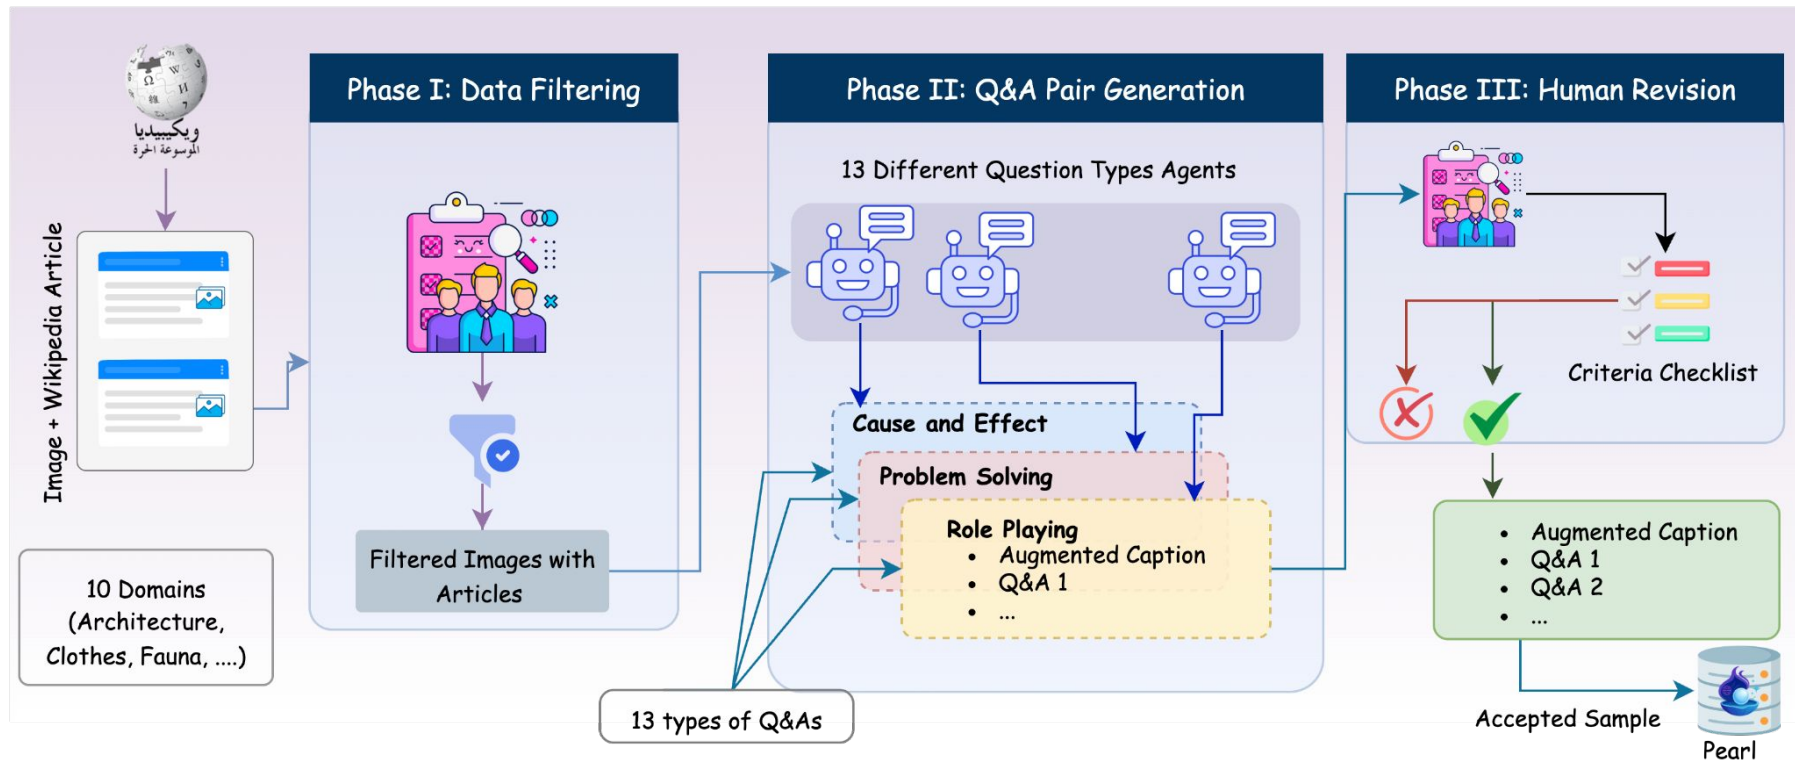 ويكيبيديا
الموسوعة الحرة
Image + Wikipedia Article
10 Domains
(Architecture,
Clothes, Fauna, ....)
Phase I: Data Filtering
Filtered Images with
Articles
Phase II: Q&A Pair Generation
13 Different Question Types Agents
Cause and Effect
Problem Solving
Role Playing
• Augmented Caption
• Q&A 1
• ...
13 types of Q&As
Phase III: Human Revision
Criteria Checklist
• Augmented Caption
• Q&A 1
• Q&A 2
• ...
Accepted Sample
Pearl